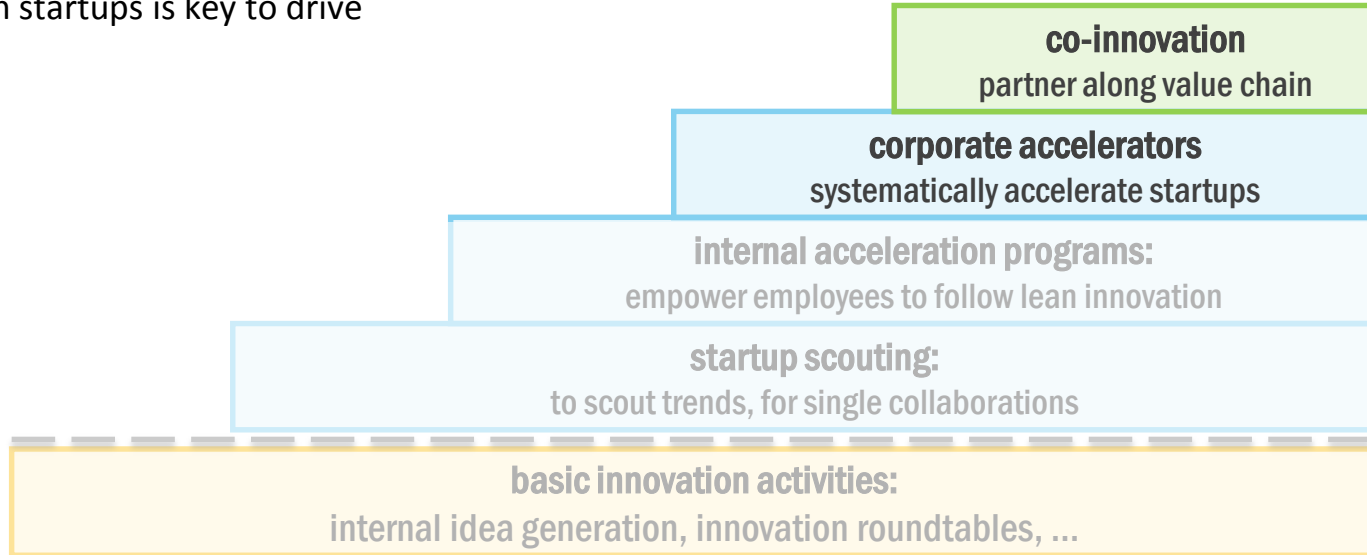 startups is key to drive
co-innovation
partner along value chain
corporate accelerators
systematically accelerate startups
internal acceleration programs:
empower employees to follow lean innovation
startup scouting:
to scout trends, for single collaborations
basic innovation activities:
internal idea generation, innovation roundtables, ...